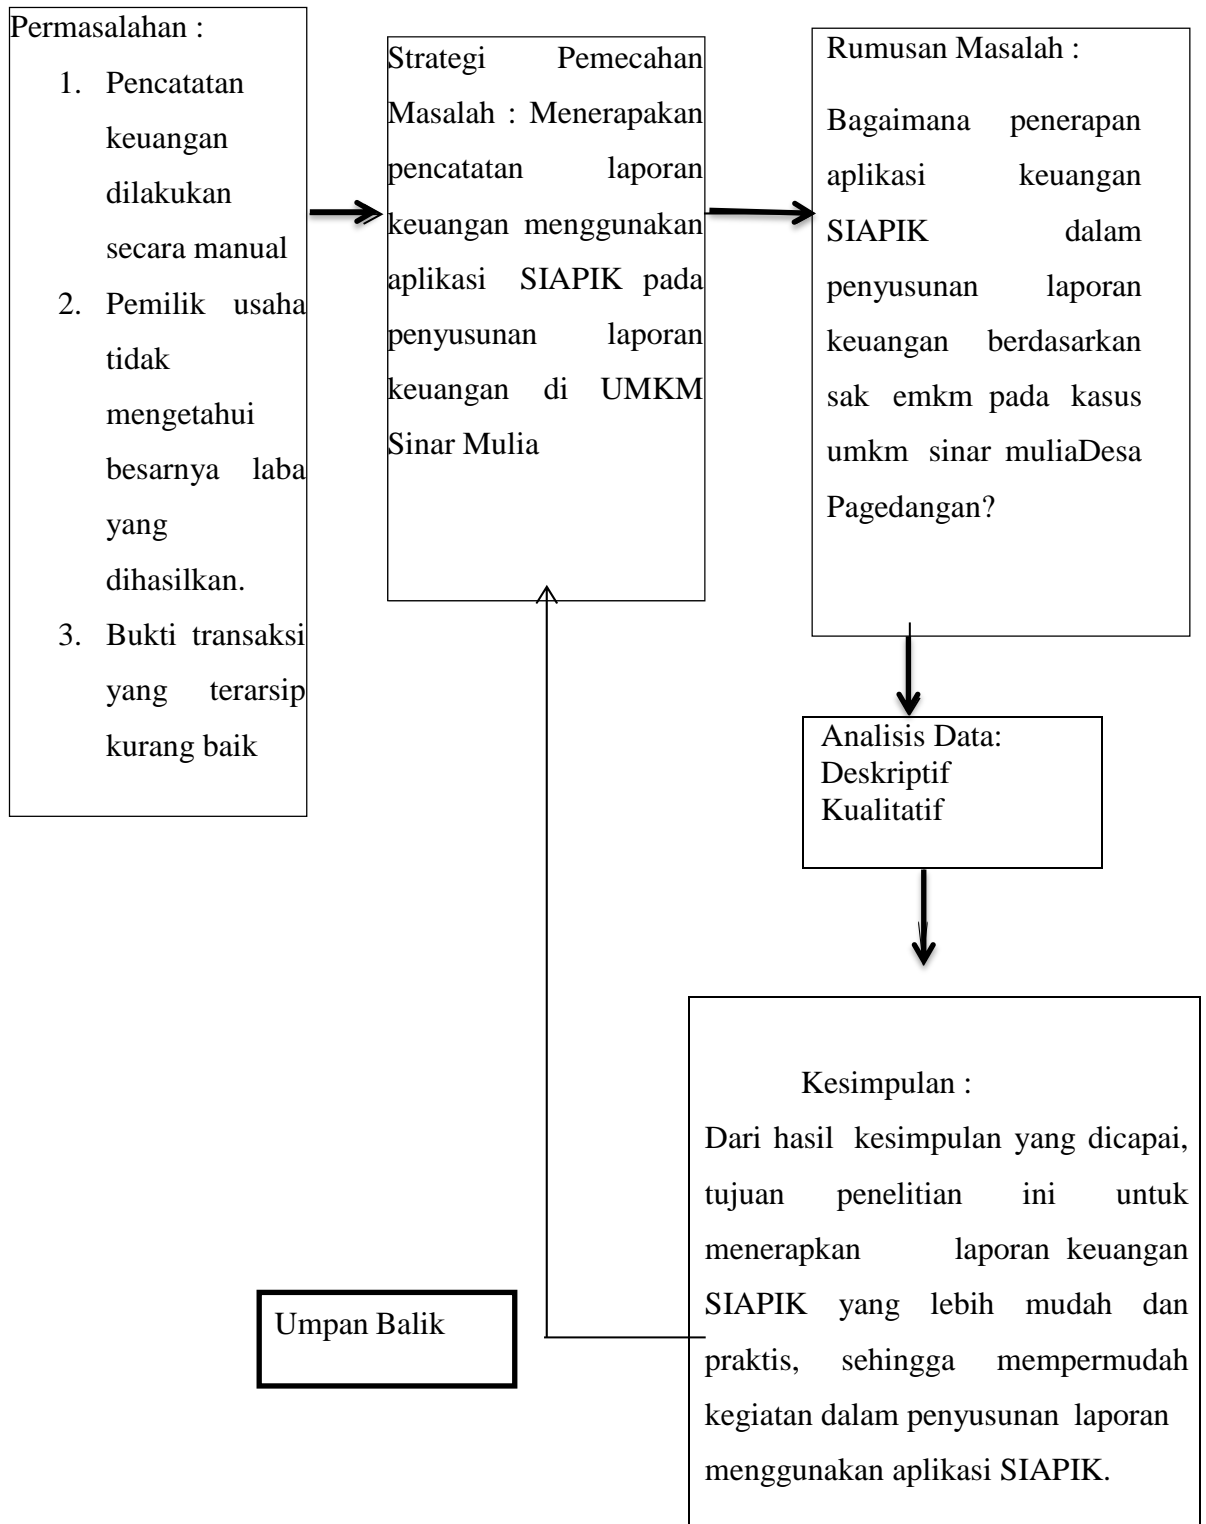 Permasalahan :
1. Pencatatan
keuangan
dilakukan
secara manual
2. Pemilik usaha
tidak
mengetahui
besarnya laba
yang
dihasilkan.
3. Bukti transaksi
yang terarsip
kurang baik
Strategi Pemecahan
Masalah : Menerapakan
pencatatan laporan
keuangan menggunakan
aplikasi SIAPIK pada
penyusunan laporan
keuangan di UMKM
Sinar Mulia
Rumusan Masalah :
Bagaimana penerapan
aplikasi keuangan
SIAPIK dalam
penyusunan laporan
keuangan berdasarkan
sak emkm pada kasus
umkm sinar muliaDesa
Pagedangan?
Analisis Data:
Deskriptif
Kualitatif
Kesimpulan :
Dari hasil kesimpulan yang dicapai,
tujuan penelitian ini untuk
menerapkan laporan keuangan
SIAPIK yang lebih mudah dan
praktis, sehingga mempermudah
kegiatan dalam penyusunan laporan
menggunakan aplikasi SIAPIK.
Umpan Balik